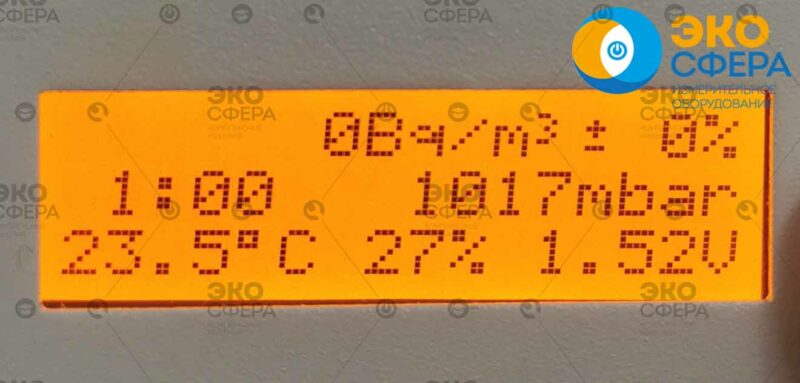 ЭКО
СФЕРА
ИЗМЕРИТЕЛЬНОЕ
ОБОРУДОВАНИЕ
0Bq/m³ ± 0%
1:00 1017mbar
23.5°C 27% 1.52V